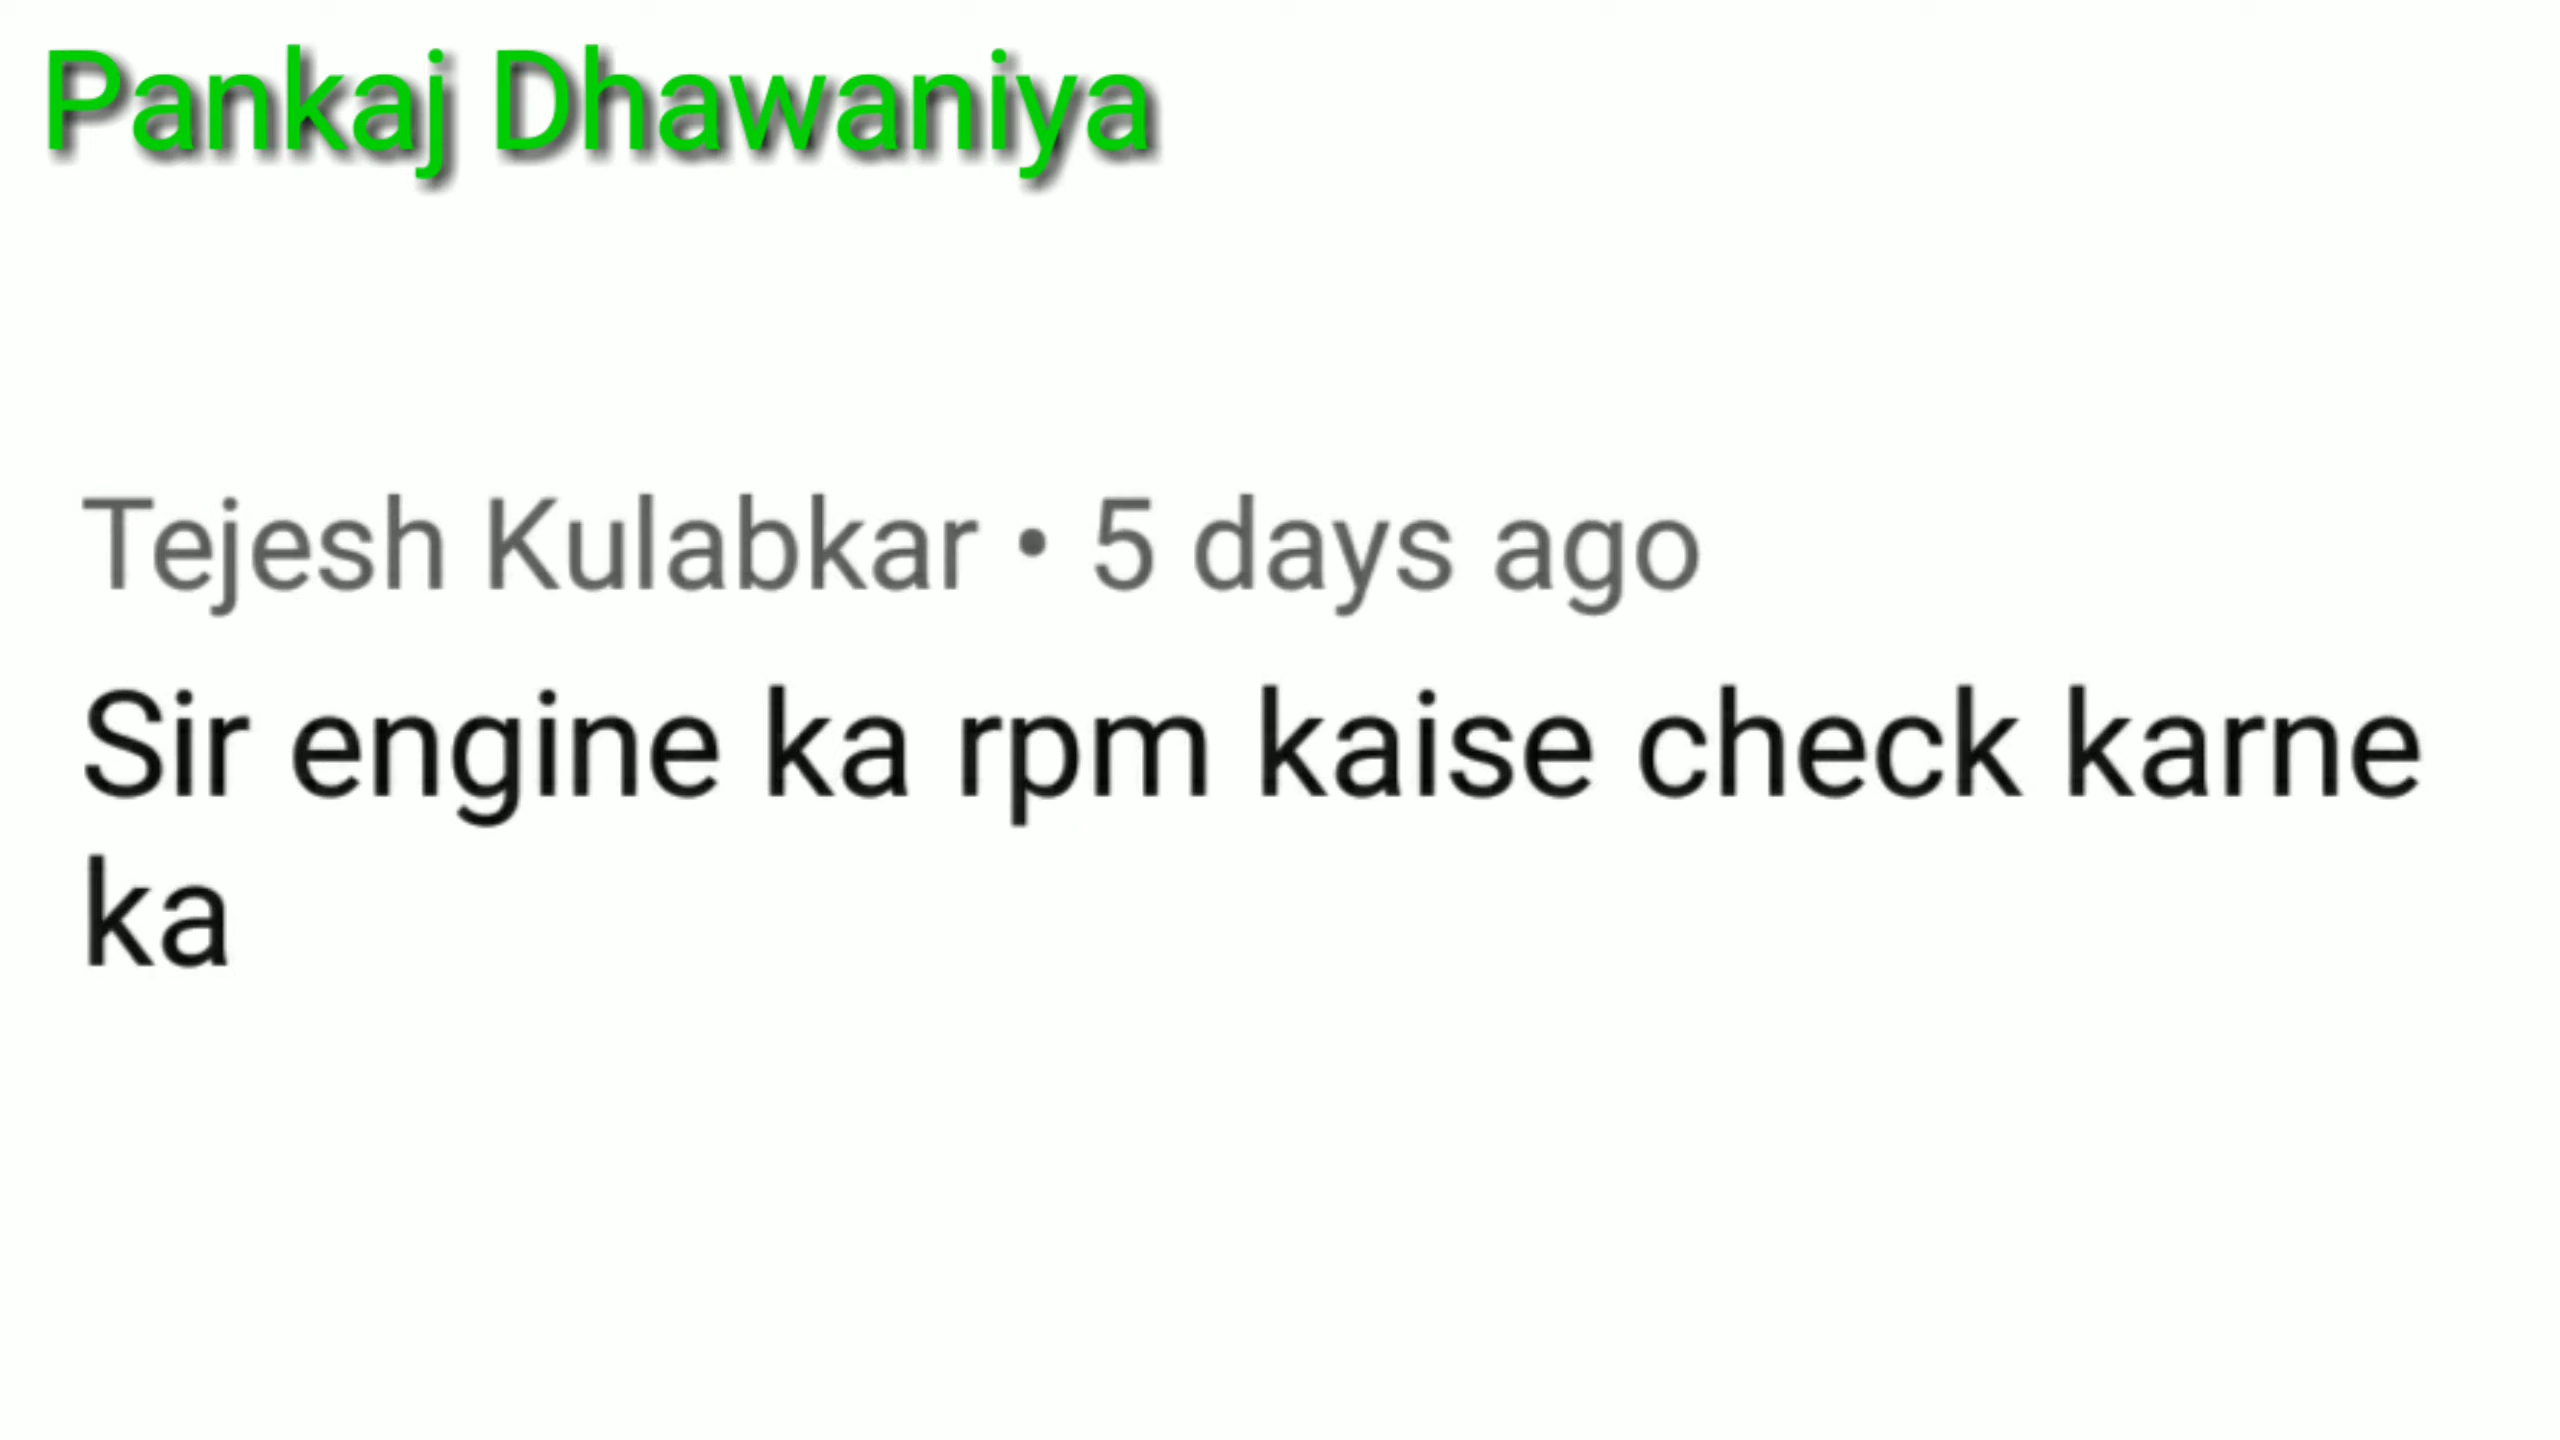 Pankaj Dhawaniya
Tejesh Kulabkar • 5 days ago
Sir engine ka rpm kaise check karne
ka